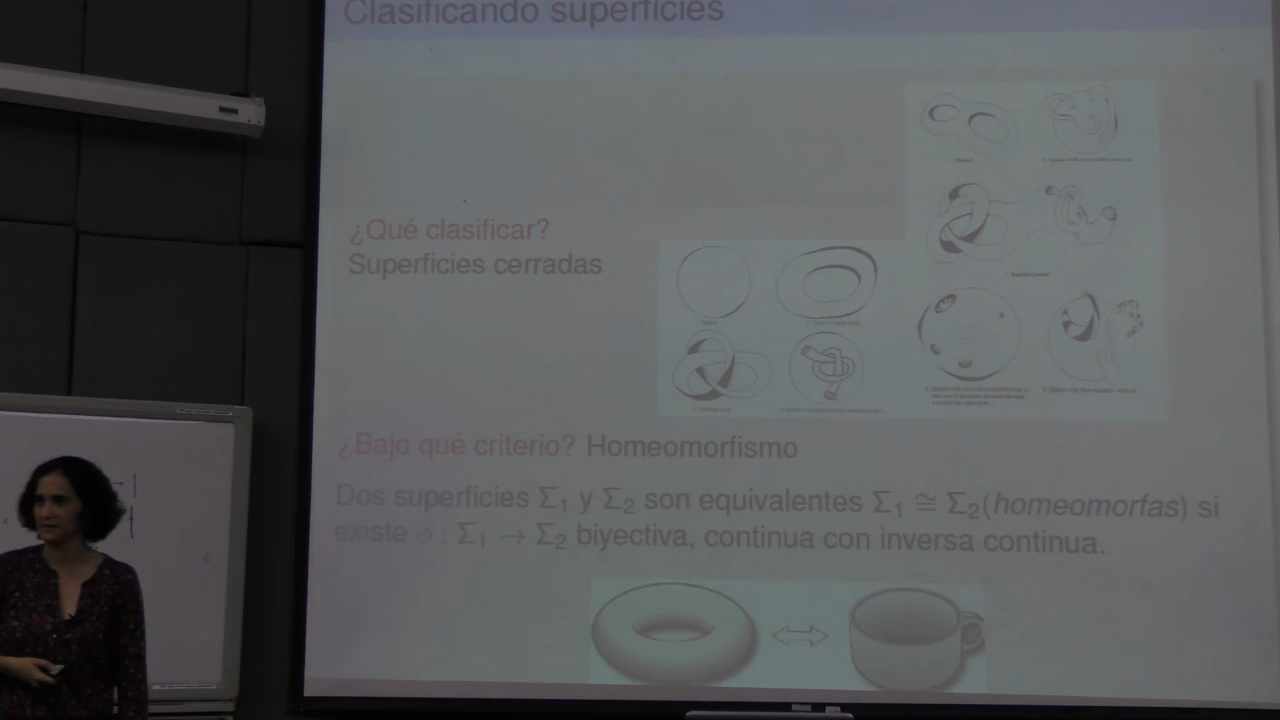 Clasificando superficies
¿Qué clasificar?
Superficies cerradas
¿Bajo qué criterio? Homeomorfismo
Dos superficies Σ₁ y Σ₂ son equivalentes Σ₁ ≅ Σ₂(homeomorfas) si
existe φ : Σ₁ → Σ₂ biyectiva, continua con inversa continua.